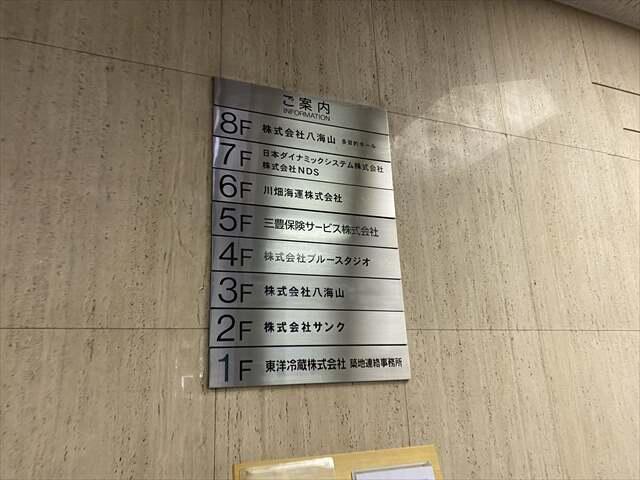 ご案内
INFORMATION
8F 株式会社八海山 多目的ホール
7F 日本ダイナミックシステム株式会社
株式会社NDS
6F 川畑海運株式会社
5F 三豊保険サービス株式会社
4F 株式会社ブルースタジオ
3F 株式会社八海山
2F 株式会社サンク
1F 東洋冷蔵株式会社 築地連絡事務所